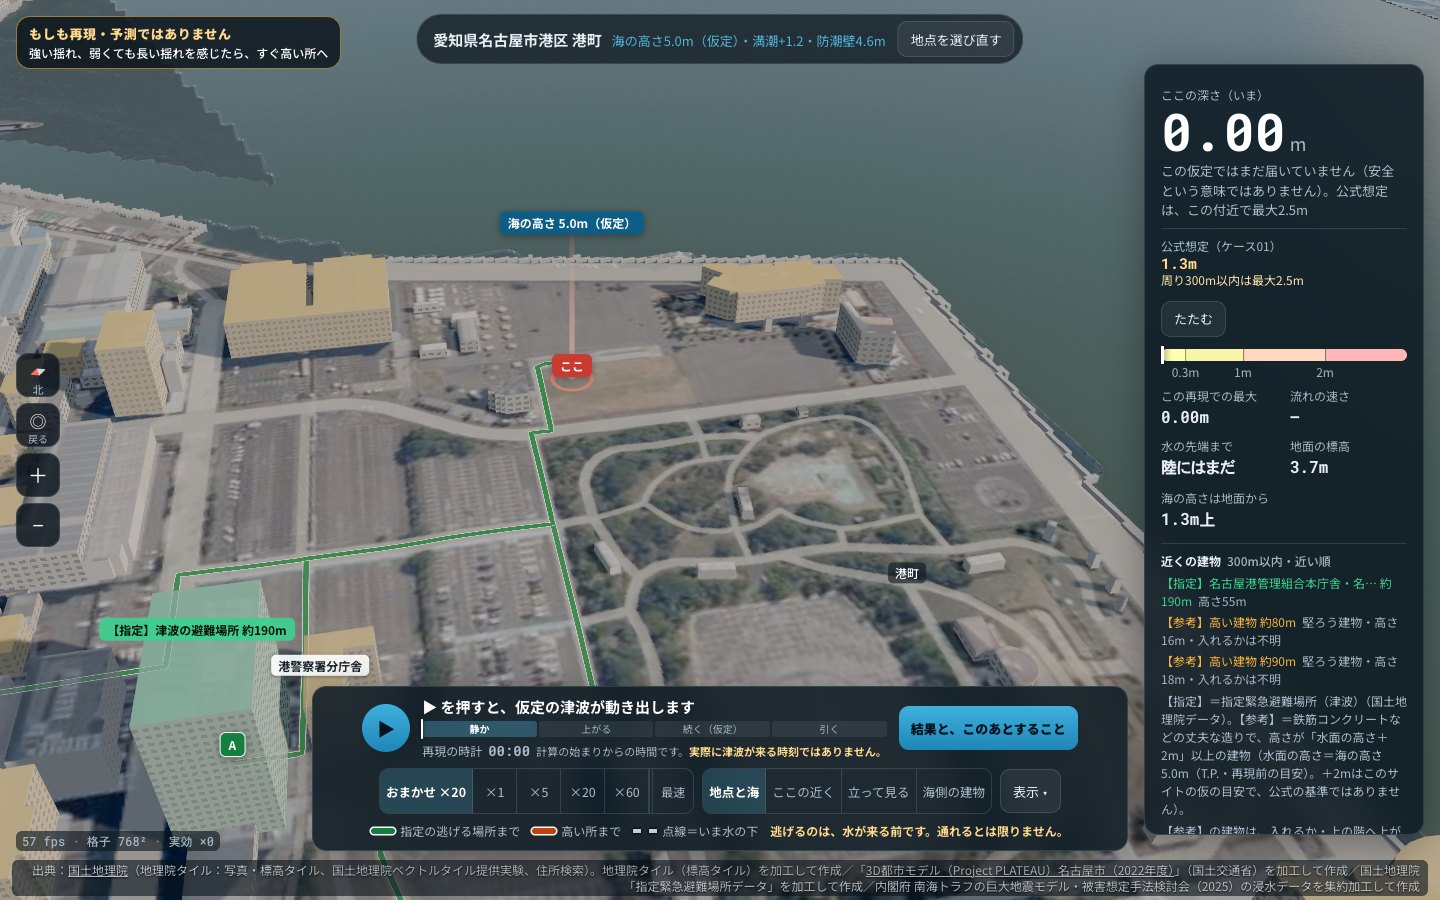 もしも再現・予測ではありません
強い揺れ、弱くても長い揺れを感じたら、すぐ高い所へ
愛知県名古屋市港区 港町
海の高さ5.0m（仮定）・満潮+1.2・防潮壁4.6m
地点を選び直す
海の高さ 5.0m（仮定）
ここ
北
戻る
+
−
港町
【指定】津波の避難場所 約190m
港警察署分庁舎
A
ここの深さ（いま）
0.00 m
この仮定ではまだ届いていません（安全
という意味ではありません）。公式想定
は、この付近で最大2.5m
公式想定（ケース01）
1.3m
周り300m以内は最大2.5m
たたむ
0.3m 1m 2m
この再現での最大 流れの速さ
0.00m –
水の先端まで 地面の標高
陸にはまだ 3.7m
海の高さは地面から
1.3m上
近くの建物 300m以内・近い順
【指定】名古屋港管理組合本庁舎・名… 約
190m 高さ55m
【参考】高い建物 約80m 堅ろう建物・高さ
16m・入れるかは不明
【参考】高い建物 約90m 堅ろう建物・高さ
18m・入れるかは不明
【指定】＝指定緊急避難場所（津波）（国土地
理院データ）。【参考】＝鉄筋コンクリートな
どの丈夫な造りで、高さが「水面の高さ＋
2m」以上の建物（水面の高さ＝海の高さ
5.0m（T.P.・再現前の目安）。＋2mはこのサ
イトの仮の目安で、公式の基準ではありませ
ん）。
【参考】の建物は、入れるか・上の階へ上が
▶ を押すと、仮定の津波が動き出します
静か 上がる 続く（仮定） 引く
再現の時計 00:00 計算の始まりからの時間です。実際に津波が来る時刻ではありません。
結果と、このあとすること
おまかせ ×20 ×1 ×5 ×20 ×60 最速
地点と海 ここの近く 立って見る 海側の建物
表示 ▾
指定の逃げる場所まで 高い所まで 点線＝いま水の下 逃げるのは、水が来る前です。通れるとは限りません。
57 fps · 格子 768² · 実効 ×0
出典：国土地理院（地理院タイル：写真・標高タイル、国土地理院ベクトルタイル提供実験、住所検索）。地理院タイル（標高タイル）を加工して作成／「3D都市モデル（Project PLATEAU）名古屋市（2022年度）」（国土交通省）を加工して作成／国土地理院
「指定緊急避難場所データ」を加工して作成／内閣府 南海トラフの巨大地震モデル・被害想定手法検討会（2025）の浸水データを集約加工して作成